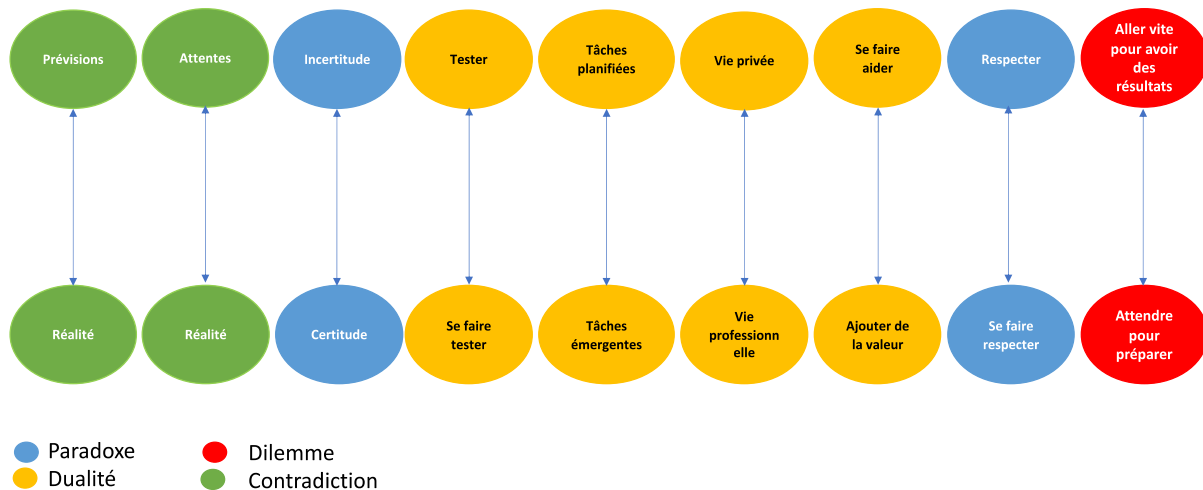 Prévisions
Attentes
Incertitude
Tester
Tâches
planifiées
Vie privée
Se faire
aider
Respecter
Aller vite
pour avoir
des
résultats
Réalité
Réalité
Certitude
Se faire
tester
Tâches
émergentes
Vie
professionn
elle
Ajouter de
la valeur
Se faire
respecter
Attendre
pour
préparer
Paradoxe
Dualité
Dilemme
Contradiction